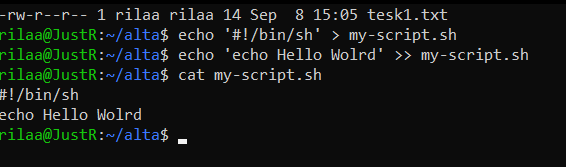 -rw-r--r-- 1 rilaa rilaa 14 Sep  8 15:05 tesk1.txt
rilaa@JustR:~/alta$ echo '#!/bin/sh' > my-script.sh
rilaa@JustR:~/alta$ echo 'echo Hello Wolrd' >> my-script.sh
rilaa@JustR:~/alta$ cat my-script.sh
#!/bin/sh
echo Hello Wolrd
rilaa@JustR:~/alta$